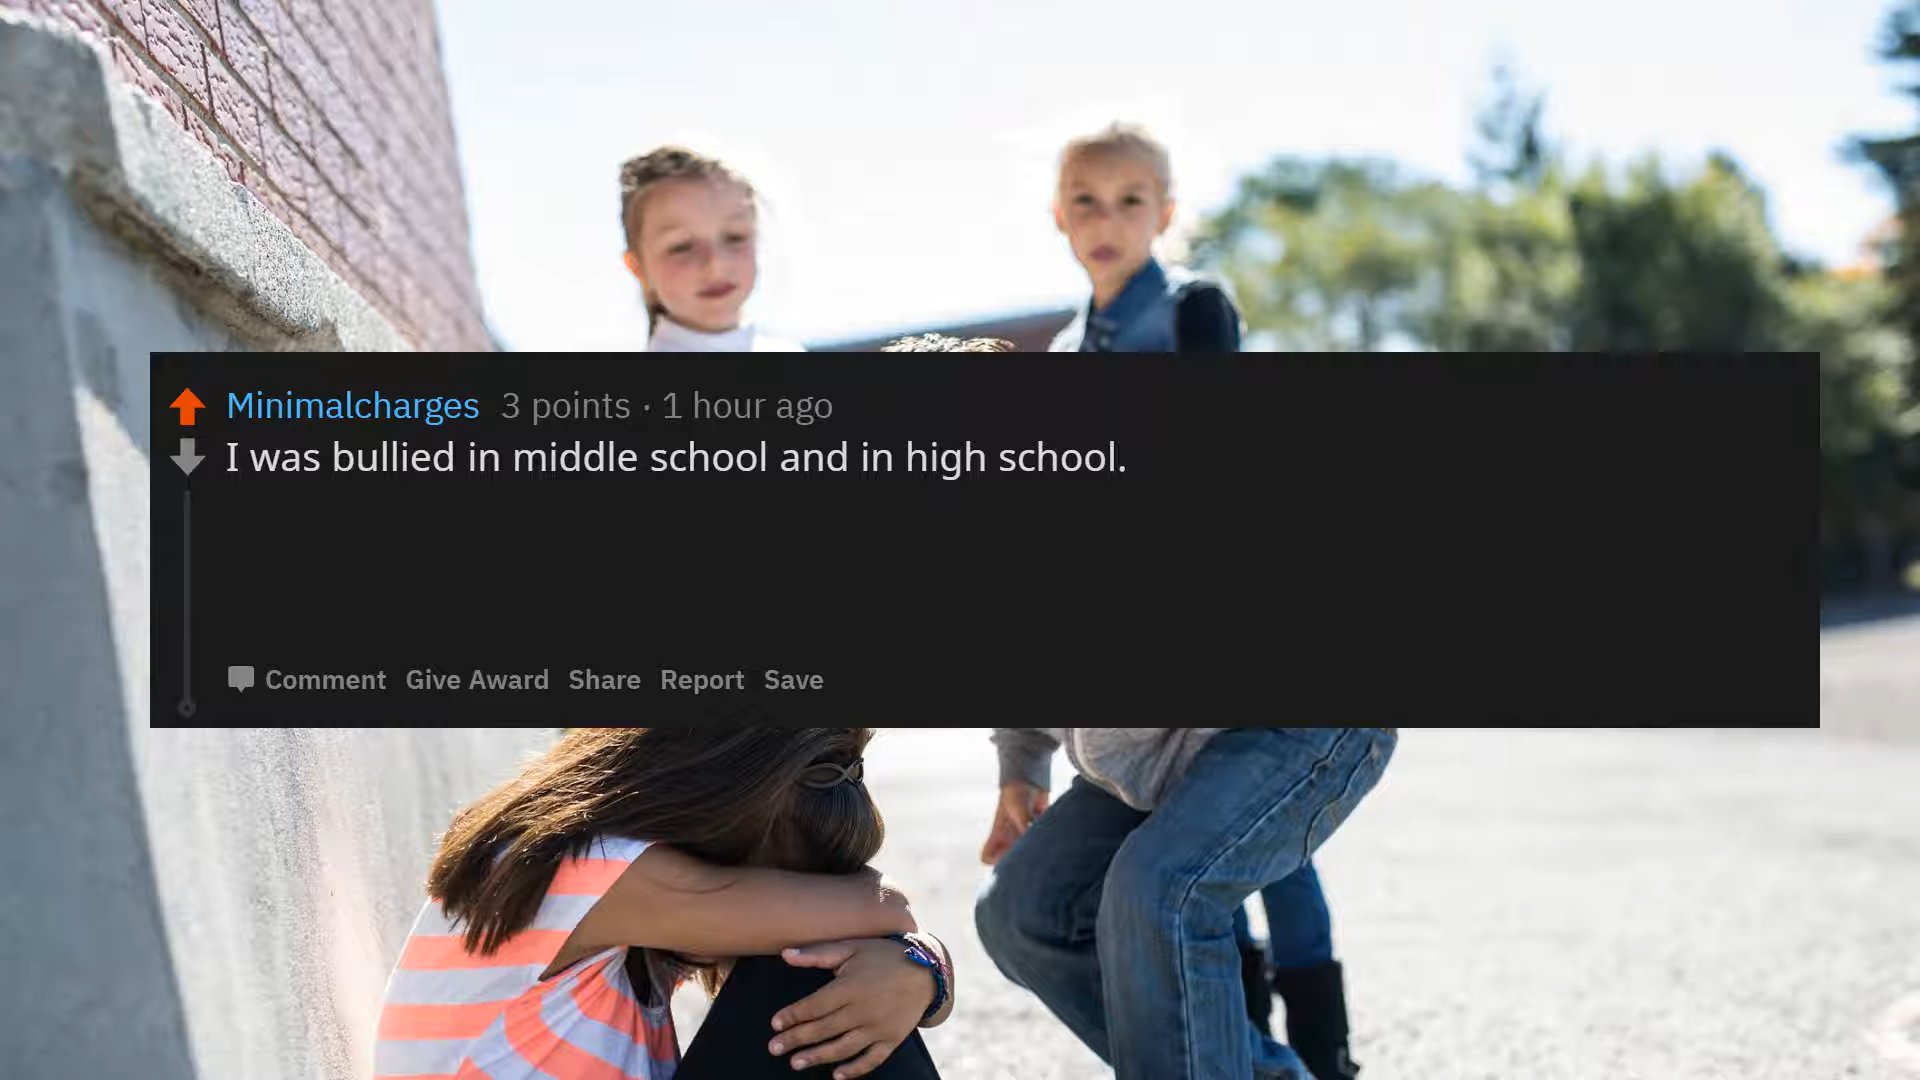 Minimalcharges 3 points · 1 hour ago
I was bullied in middle school and in high school.
Comment Give Award Share Report Save